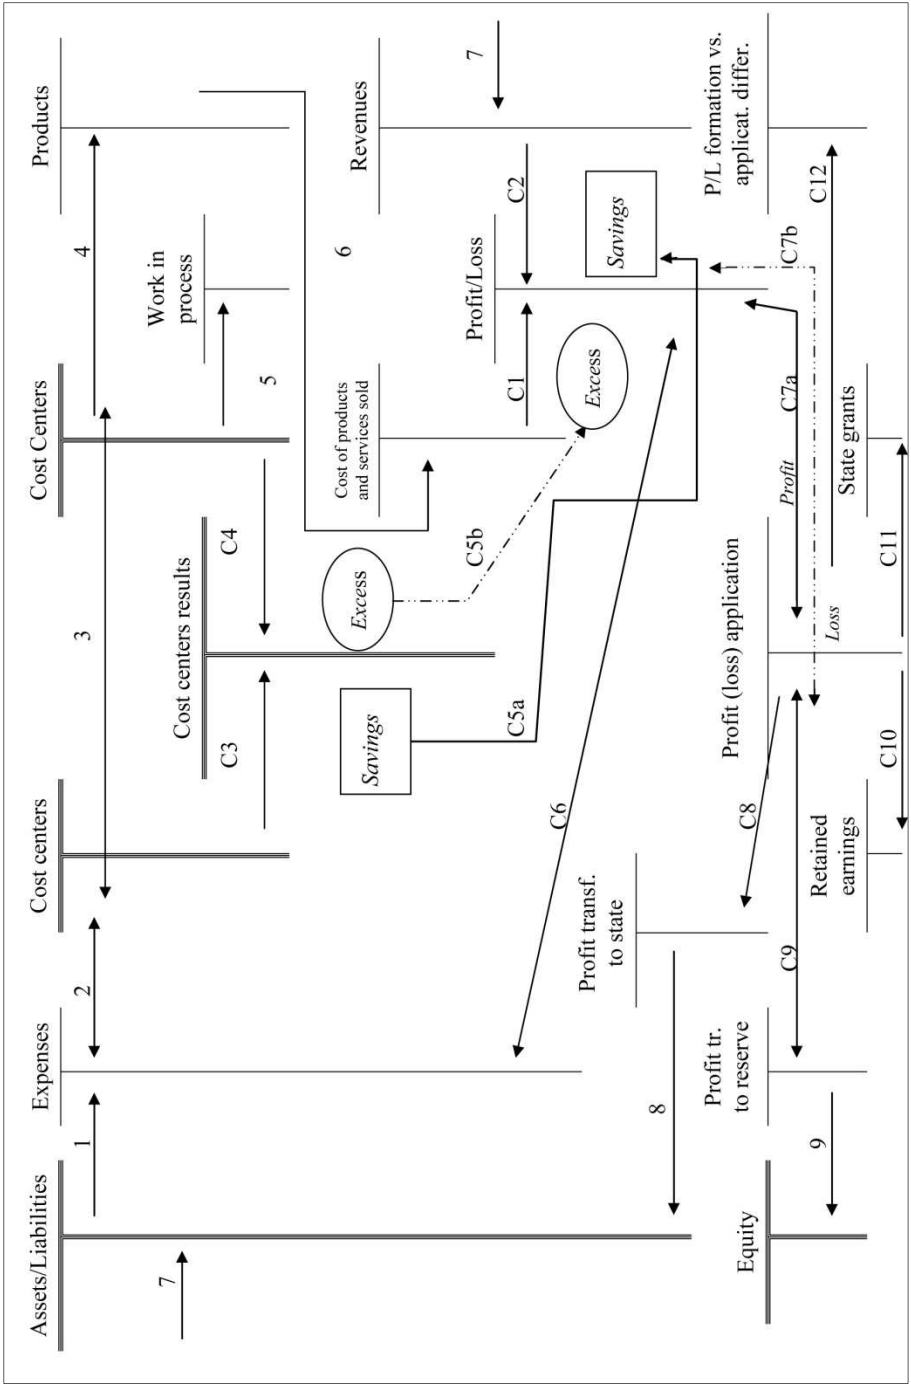 Assets/Liabilities
Expenses
Cost centers
Cost Centers
Products
1
2
3
4
7
Cost centers results
Work in
process
C3
C4
5
6
Savings
Excess
Cost of products
and services sold
Revenues
7
C5a
C5b
Profit/Loss
C1
C2
Excess
Savings
C6
Profit transf.
to state
8
Equity
Profit tr.
to reserve
Profit (loss) application
P/L formation vs.
applicat. differ.
C8
C9
Profit
C7a
C7b
Loss
9
Retained
earnings
State grants
C12
C10
C11